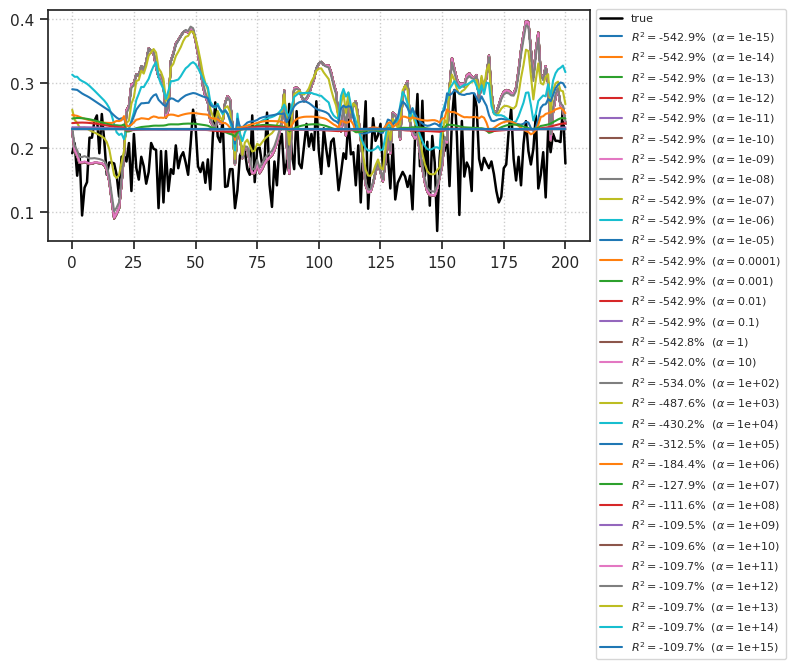 0.4
0.3
0.2
0.1
0 25 50 75 100 125 150 175 200
true
R² = -542.9% (α = 1e-15)
R² = -542.9% (α = 1e-14)
R² = -542.9% (α = 1e-13)
R² = -542.9% (α = 1e-12)
R² = -542.9% (α = 1e-11)
R² = -542.9% (α = 1e-10)
R² = -542.9% (α = 1e-09)
R² = -542.9% (α = 1e-08)
R² = -542.9% (α = 1e-07)
R² = -542.9% (α = 1e-06)
R² = -542.9% (α = 1e-05)
R² = -542.9% (α = 0.0001)
R² = -542.9% (α = 0.001)
R² = -542.9% (α = 0.01)
R² = -542.9% (α = 0.1)
R² = -542.8% (α = 1)
R² = -542.0% (α = 10)
R² = -534.0% (α = 1e+02)
R² = -487.6% (α = 1e+03)
R² = -430.2% (α = 1e+04)
R² = -312.5% (α = 1e+05)
R² = -184.4% (α = 1e+06)
R² = -127.9% (α = 1e+07)
R² = -111.6% (α = 1e+08)
R² = -109.5% (α = 1e+09)
R² = -109.6% (α = 1e+10)
R² = -109.7% (α = 1e+11)
R² = -109.7% (α = 1e+12)
R² = -109.7% (α = 1e+13)
R² = -109.7% (α = 1e+14)
R² = -109.7% (α = 1e+15)